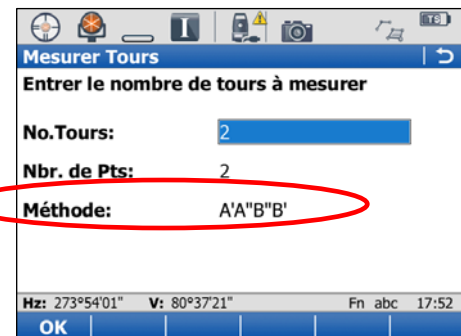 ETS
Mesurer Tours
Entrer le nombre de tours à mesurer
No.Tours: 2
Nbr. de Pts: 2
Méthode: A'A"B"B'
Hz: 273°54'01" V: 80°37'21" Fn abc 17:52
OK